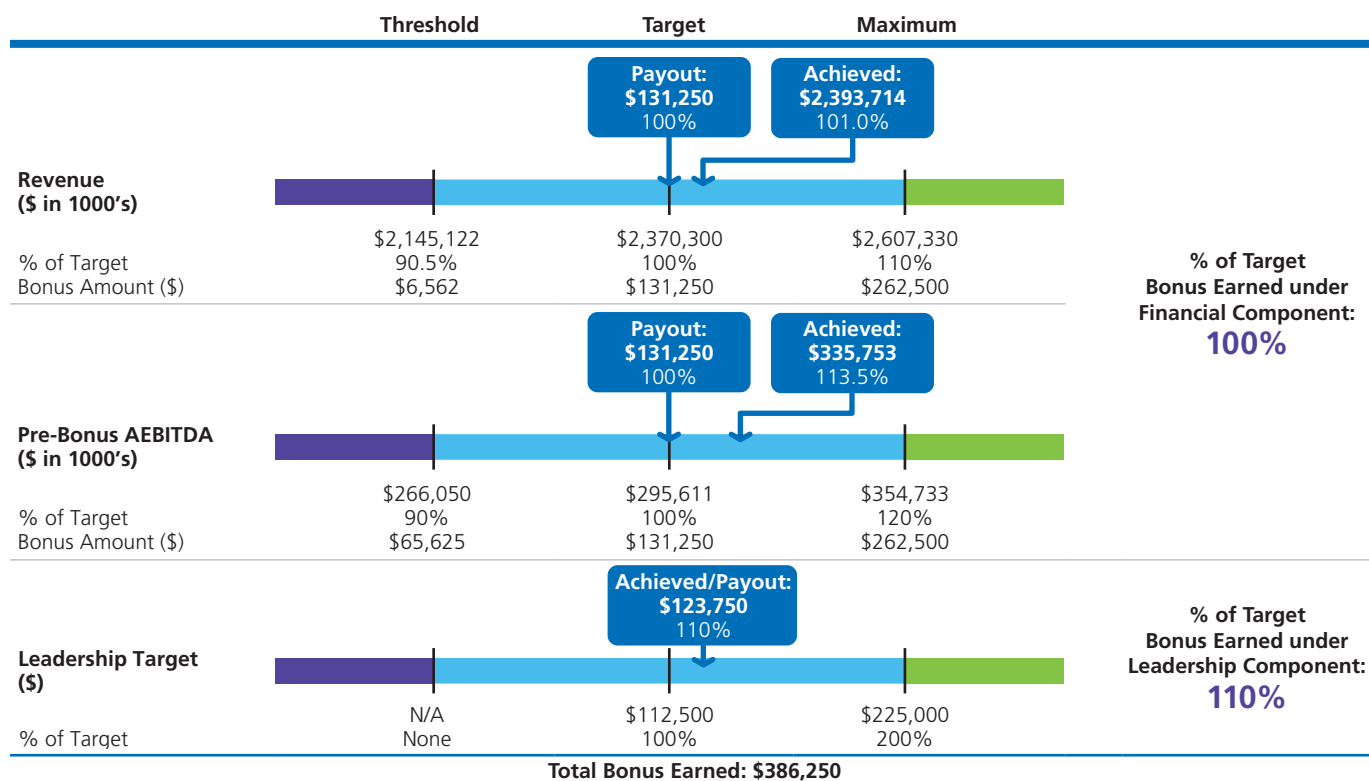 Threshold Target Maximum
Payout:
$131,250
100%
Achieved:
$2,393,714
101.0%
Revenue
($ in 1000's)
$2,145,122 $2,370,300 $2,607,330
% of Target 90.5% 100% 110%
Bonus Amount ($) $6,562 $131,250 $262,500
% of Target
Bonus Earned under
Financial Component:
100%
Payout:
$131,250
100%
Achieved:
$335,753
113.5%
Pre-Bonus AEBITDA
($ in 1000's)
$266,050 $295,611 $354,733
% of Target 90% 100% 120%
Bonus Amount ($) $65,625 $131,250 $262,500
Achieved/Payout:
$123,750
110%
Leadership Target
($)
N/A $112,500 $225,000
% of Target None 100% 200%
% of Target
Bonus Earned under
Leadership Component:
110%
Total Bonus Earned: $386,250